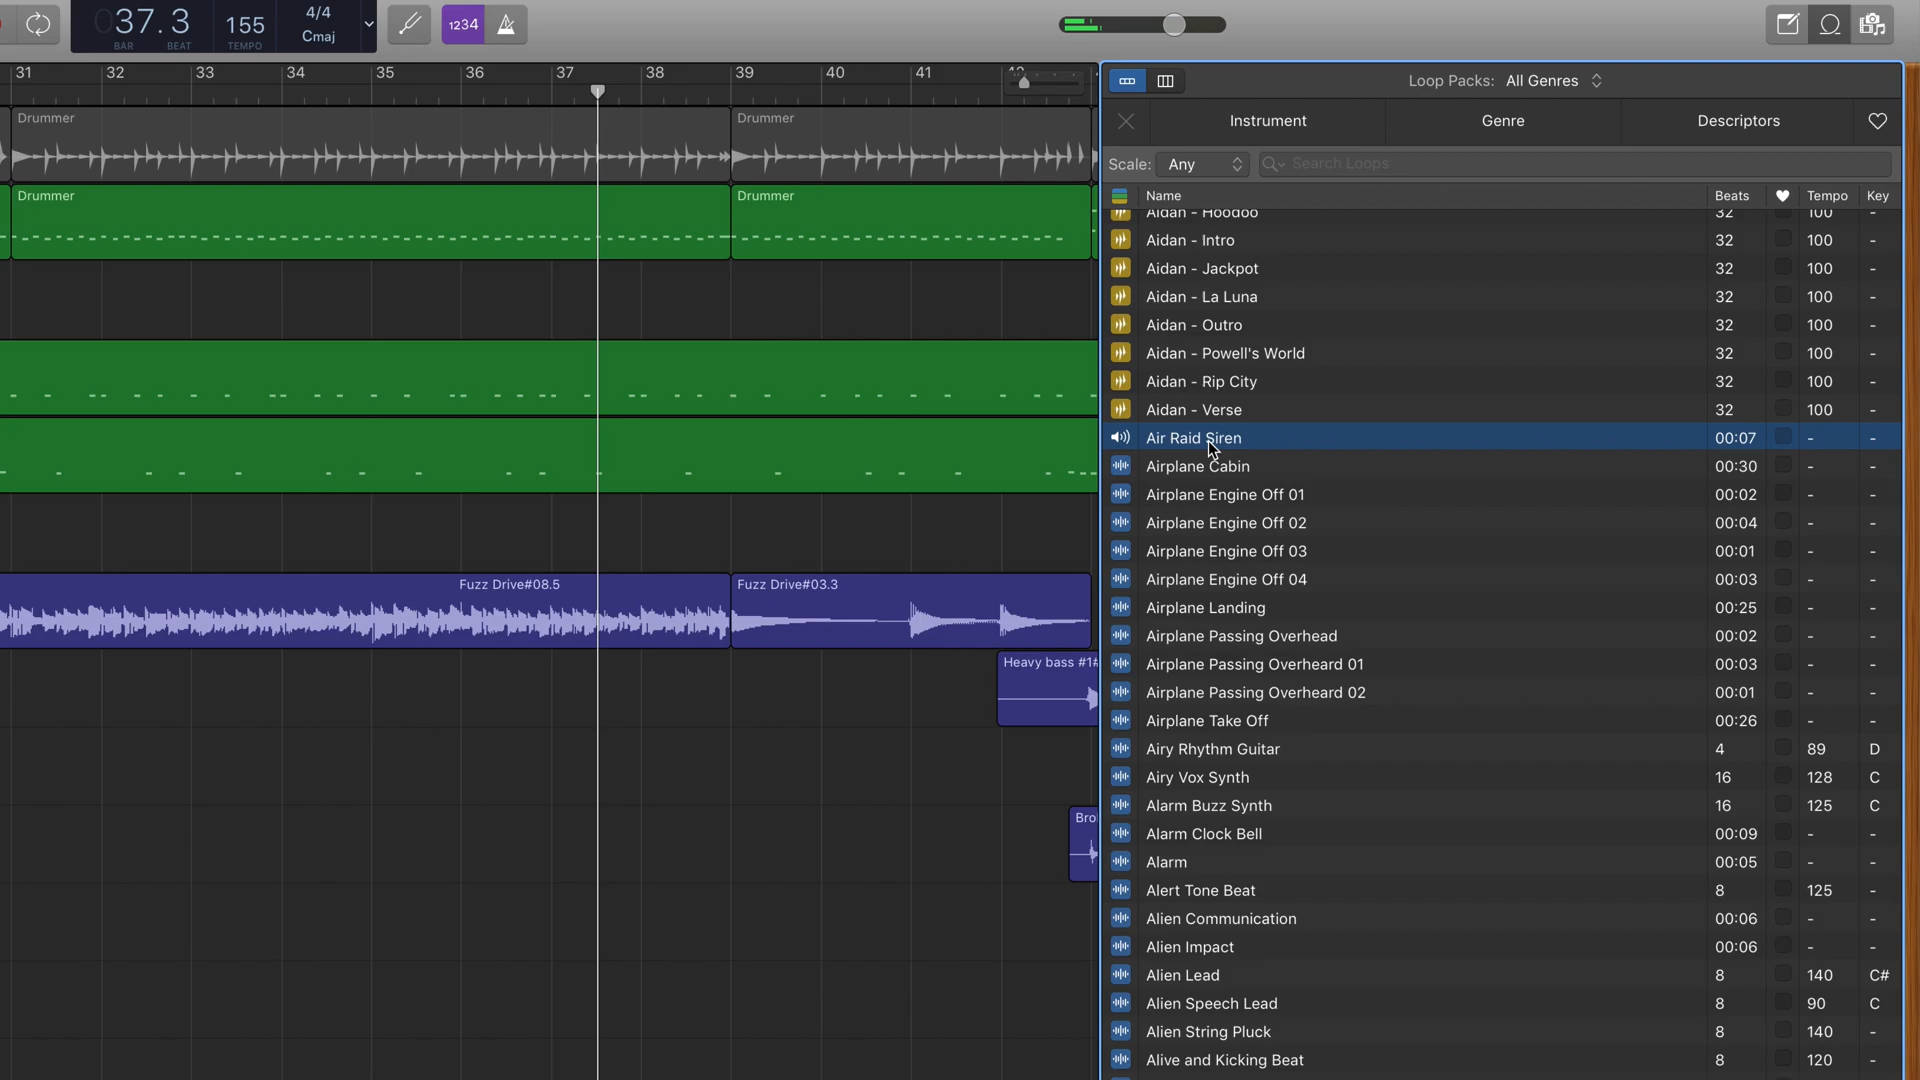 037.3 155 4/4 Cmaj
BAR BEAT TEMPO
1234
31 32 33 34 35 36 37 38 39 40 41
Drummer Drummer
Drummer Drummer
Fuzz Drive#08.5 Fuzz Drive#03.3
Heavy bass #1#
Bro
Loop Packs: All Genres
Instrument Genre Descriptors
Scale: Any Search Loops
Name Beats Tempo Key
Aidan - Hoodoo 32 100 -
Aidan - Intro 32 100 -
Aidan - Jackpot 32 100 -
Aidan - La Luna 32 100 -
Aidan - Outro 32 100 -
Aidan - Powell's World 32 100 -
Aidan - Rip City 32 100 -
Aidan - Verse 32 100 -
Air Raid Siren 00:07 - -
Airplane Cabin 00:30 - -
Airplane Engine Off 01 00:02 - -
Airplane Engine Off 02 00:04 - -
Airplane Engine Off 03 00:01 - -
Airplane Engine Off 04 00:03 - -
Airplane Landing 00:25 - -
Airplane Passing Overhead 00:02 - -
Airplane Passing Overheard 01 00:03 - -
Airplane Passing Overheard 02 00:01 - -
Airplane Take Off 00:26 - -
Airy Rhythm Guitar 4 89 D
Airy Vox Synth 16 128 C
Alarm Buzz Synth 16 125 C
Alarm Clock Bell 00:09 - -
Alarm 00:05 - -
Alert Tone Beat 8 125 -
Alien Communication 00:06 - -
Alien Impact 00:06 - -
Alien Lead 8 140 C#
Alien Speech Lead 8 90 C
Alien String Pluck 8 140 -
Alive and Kicking Beat 8 120 -